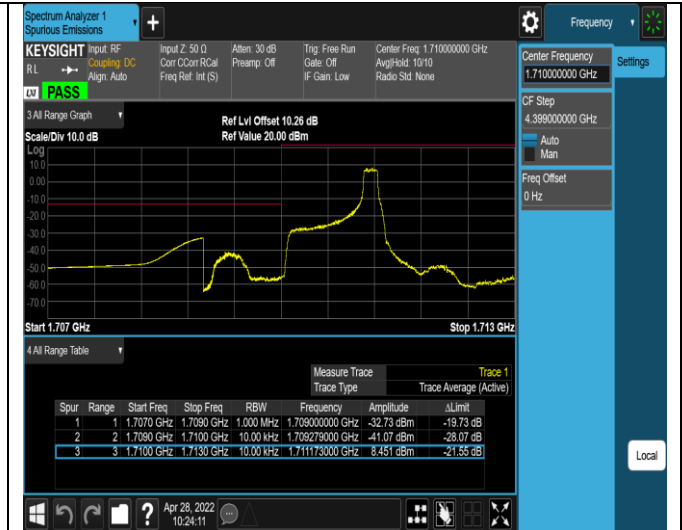 Spectrum Analyzer 1
Spurious Emissions
Frequency
KEYSIGHT
R L
LXI PASS
Input: RF
Coupling: DC
Align: Auto
Input Z: 50 Ω
Corr CCorr RCal
Freq Ref: Int (S)
Atten: 30 dB
Preamp: Off
Trig: Free Run
Gate: Off
IF Gain: Low
Center Freq: 1.710000000 GHz
Avg|Hold: 10/10
Radio Std: None
Center Frequency
1.710000000 GHz
Settings
CF Step
4.399000000 GHz
Auto
Man
Freq Offset
0 Hz
3 All Range Graph
Scale/Div 10.0 dB
Ref Lvl Offset 10.26 dB
Ref Value 20.00 dBm
Log
10.0
0.00
-10.0
-20.0
-30.0
-40.0
-50.0
-60.0
-70.0
Start 1.707 GHz
Stop 1.713 GHz
4 All Range Table
Measure Trace Trace 1
Trace Type Trace Average (Active)
Spur Range Start Freq Stop Freq RBW Frequency Amplitude ΔLimit
1 1 1.7070 GHz 1.7090 GHz 1.000 MHz 1.709000000 GHz -32.73 dBm -19.73 dB
2 2 1.7090 GHz 1.7100 GHz 10.00 kHz 1.709279000 GHz -41.07 dBm -28.07 dB
3 3 1.7100 GHz 1.7130 GHz 10.00 kHz 1.711173000 GHz 8.451 dBm -21.55 dB
Local
?
Apr 28, 2022
10:24:11